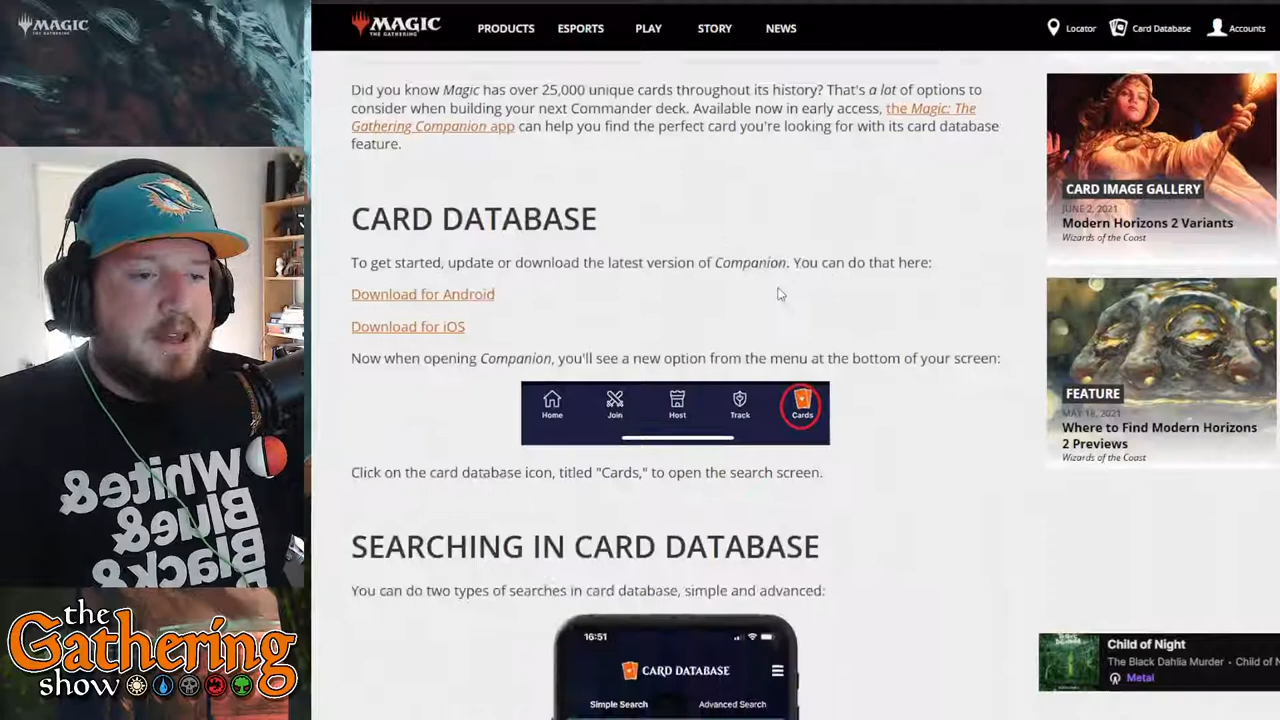 MAGIC
THE GATHERING
MAGIC
THE GATHERING
PRODUCTS
ESPORTS
PLAY
STORY
NEWS
Locator
Card Database
Accounts
Did you know Magic has over 25,000 unique cards throughout its history? That's a lot of options to
consider when building your next Commander deck. Available now in early access, the Magic: The
Gathering Companion app can help you find the perfect card you're looking for with its card database
feature.
CARD DATABASE
To get started, update or download the latest version of Companion. You can do that here:
Download for Android
Download for iOS
Now when opening Companion, you'll see a new option from the menu at the bottom of your screen:
Home
Join
Host
Track
Cards
Click on the card database icon, titled "Cards," to open the search screen.
SEARCHING IN CARD DATABASE
You can do two types of searches in card database, simple and advanced:
16:51
CARD DATABASE
Simple Search
Advanced Search
CARD IMAGE GALLERY
JUNE 2, 2021
Modern Horizons 2 Variants
Wizards of the Coast
FEATURE
MAY 18, 2021
Where to Find Modern Horizons
2 Previews
Wizards of the Coast
Child of Night
The Black Dahlia Murder • Child of N
Metal
White&
Blue&
Black&
the
Gathering
show